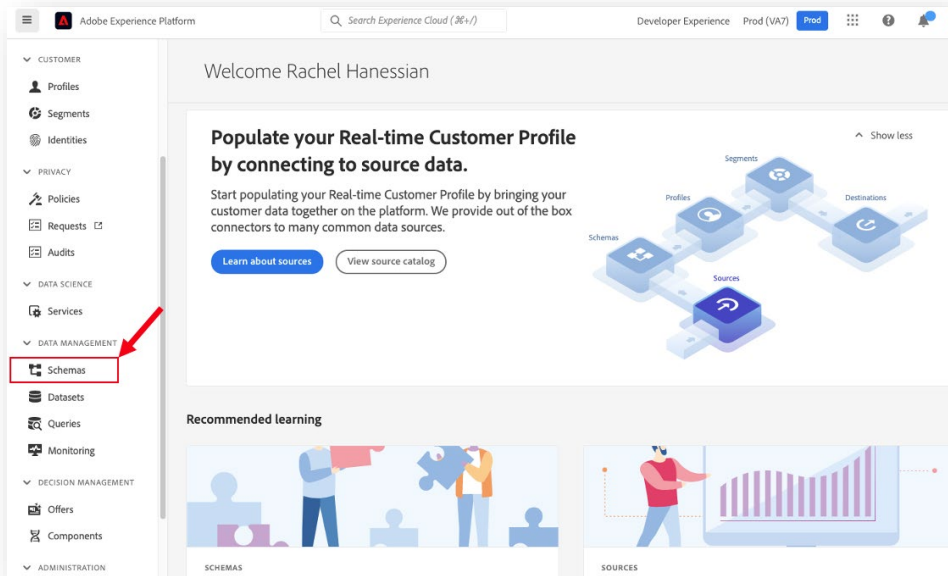 Adobe Experience Platform
Search Experience Cloud (⌘+/)
Developer Experience
Prod (VA7)
Prod
CUSTOMER
Profiles
Segments
Identities
PRIVACY
Policies
Requests
Audits
DATA SCIENCE
Services
DATA MANAGEMENT
Schemas
Datasets
Queries
Monitoring
DECISION MANAGEMENT
Offers
Components
ADMINISTRATION
Welcome Rachel Hanessian
Populate your Real-time Customer Profile
by connecting to source data.
Start populating your Real-time Customer Profile by bringing your
customer data together on the platform. We provide out of the box
connectors to many common data sources.
Learn about sources
View source catalog
Show less
Segments
Profiles
Destinations
Schemas
Sources
Recommended learning
SCHEMAS
SOURCES